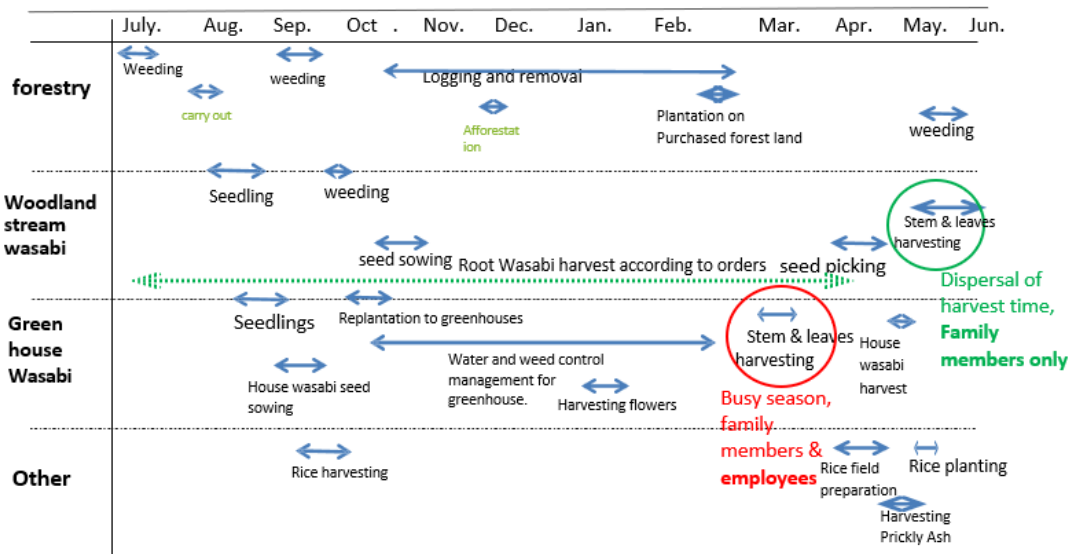 July. Aug. Sep. Oct . Nov. Dec. Jan. Feb. Mar. Apr. May. Jun.
forestry
Weeding
weeding
Logging and removal
carry out
Afforestat
ion
Plantation on
Purchased forest land
weeding
Woodland
stream
wasabi
Seedling
weeding
Stem & leaves
harvesting
seed sowing
Root Wasabi harvest according to orders
seed picking
Dispersal of
harvest time,
Family
members only
Green
house
Wasabi
Seedlings
Replantation to greenhouses
Stem & leaves
harvesting
House
wasabi
harvest
Water and weed control
management for
greenhouse.
House wasabi seed
sowing
Harvesting flowers
Busy season,
family
members &
employees
Other
Rice harvesting
Rice field
preparation
Rice planting
Harvesting
Prickly Ash